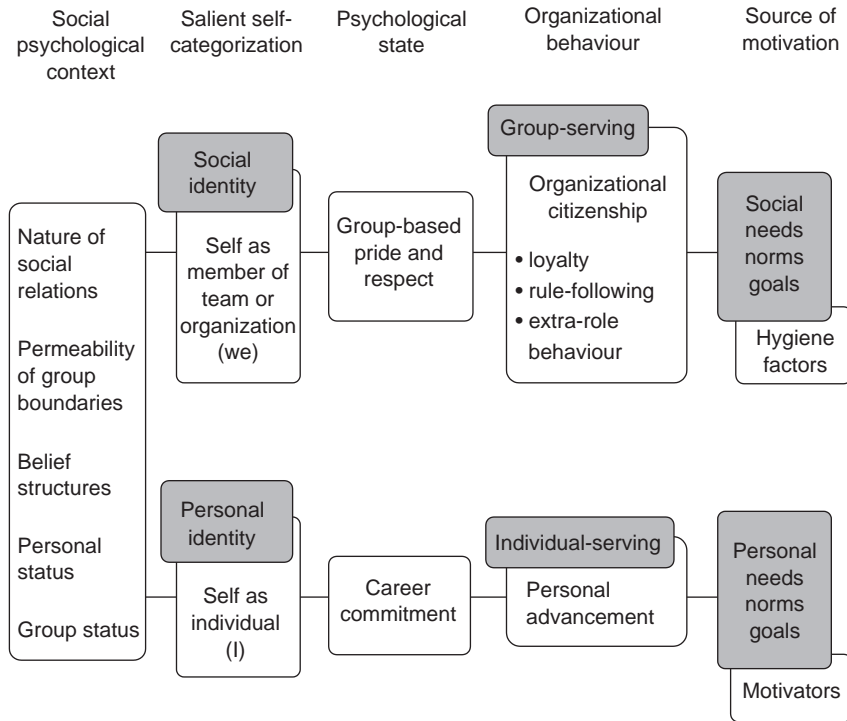 Social
psychological
context
Salient self-
categorization
Psychological
state
Organizational
behaviour
Source of
motivation
Nature of
social
relations
Permeability
of group
boundaries
Belief
structures
Personal
status
Group status
Social
identity
Self as
member of
team or
organization
(we)
Group-based
pride and
respect
Group-serving
Organizational
citizenship
• loyalty
• rule-following
• extra-role
behaviour
Social
needs
norms
goals
Hygiene
factors
Personal
identity
Self as
individual
(I)
Career
commitment
Individual-serving
Personal
advancement
Personal
needs
norms
goals
Motivators